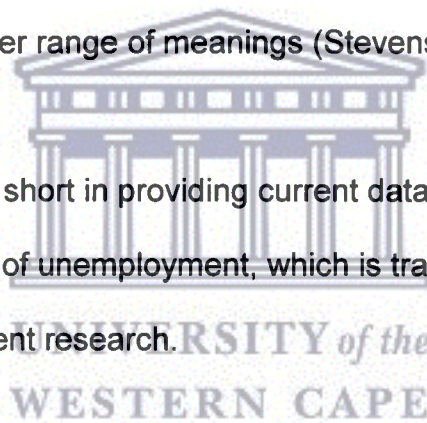 er range of meanings (Stevens
short in providing current data
of unemployment, which is tra
ent research.
UNIVERSITY of the
WESTERN CAPE